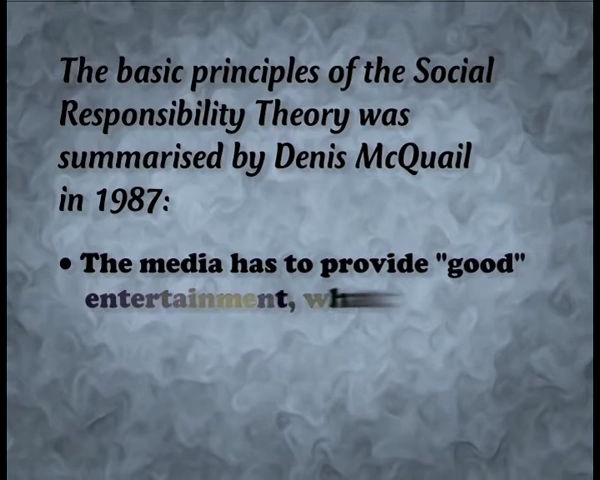 The basic principles of the Social
Responsibility Theory was
summarised by Denis McQuail
in 1987:
• The media has to provide "good"
entertainment,